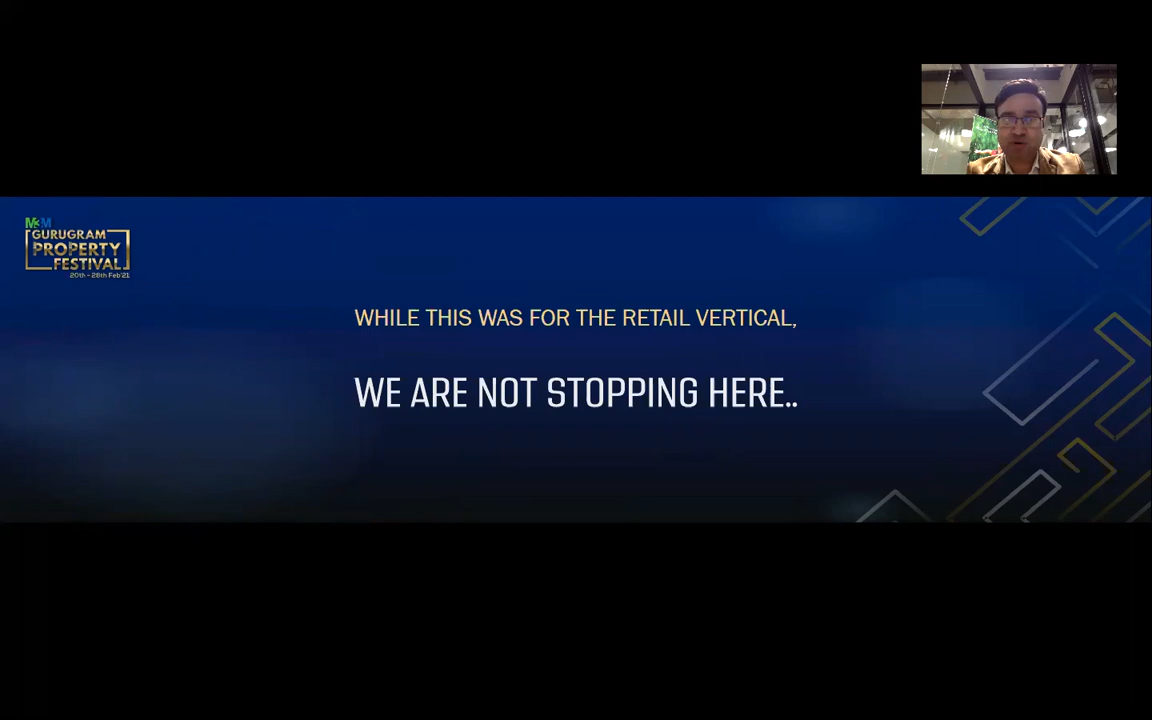 M3M
GURUGRAM
PROPERTY
FESTIVAL
20th - 28th Feb'21
WHILE THIS WAS FOR THE RETAIL VERTICAL,
WE ARE NOT STOPPING HERE..